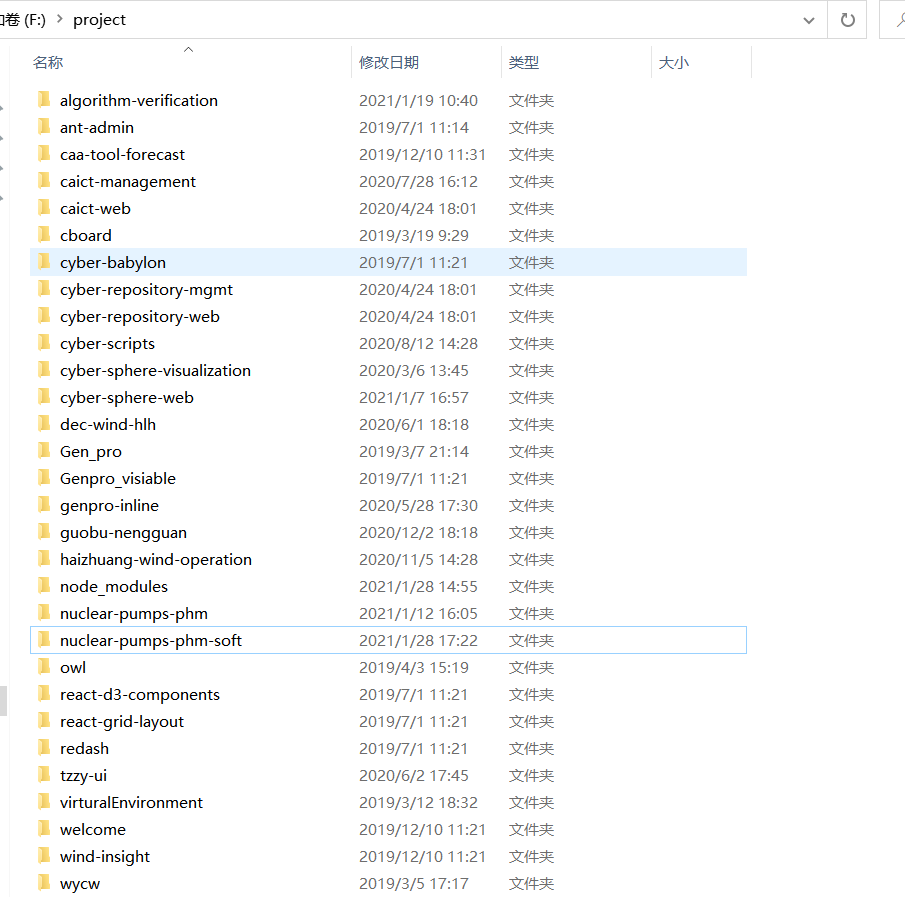 卷 (F:) > project
名称 修改日期 类型 大小
algorithm-verification 2021/1/19 10:40 文件夹
ant-admin 2019/7/1 11:14 文件夹
caa-tool-forecast 2019/12/10 11:31 文件夹
caict-management 2020/7/28 16:12 文件夹
caict-web 2020/4/24 18:01 文件夹
cboard 2019/3/19 9:29 文件夹
cyber-babylon 2019/7/1 11:21 文件夹
cyber-repository-mgmt 2020/4/24 18:01 文件夹
cyber-repository-web 2020/4/24 18:01 文件夹
cyber-scripts 2020/8/12 14:28 文件夹
cyber-sphere-visualization 2020/3/6 13:45 文件夹
cyber-sphere-web 2021/1/7 16:57 文件夹
dec-wind-hlh 2020/6/1 18:18 文件夹
Gen_pro 2019/3/7 21:14 文件夹
Genpro_visiable 2019/7/1 11:21 文件夹
genpro-inline 2020/5/28 17:30 文件夹
guobu-nengguan 2020/12/2 18:18 文件夹
haizhuang-wind-operation 2020/11/5 14:28 文件夹
node_modules 2021/1/28 14:55 文件夹
nuclear-pumps-phm 2021/1/12 16:05 文件夹
nuclear-pumps-phm-soft 2021/1/28 17:22 文件夹
owl 2019/4/3 15:19 文件夹
react-d3-components 2019/7/1 11:21 文件夹
react-grid-layout 2019/7/1 11:21 文件夹
redash 2019/7/1 11:21 文件夹
tzzy-ui 2020/6/2 17:45 文件夹
virturalEnvironment 2019/3/12 18:32 文件夹
welcome 2019/12/10 11:21 文件夹
wind-insight 2019/12/10 11:21 文件夹
wycw 2019/3/5 17:17 文件夹